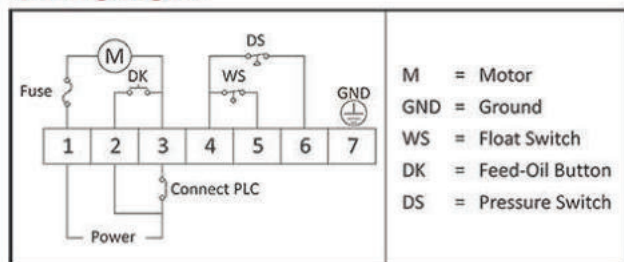 DS
M
DK
WS
Fuse
GND
1 2 3 4 5 6 7
Connect PLC
Power
M = Motor
GND = Ground
WS = Float Switch
DK = Feed-Oil Button
DS = Pressure Switch